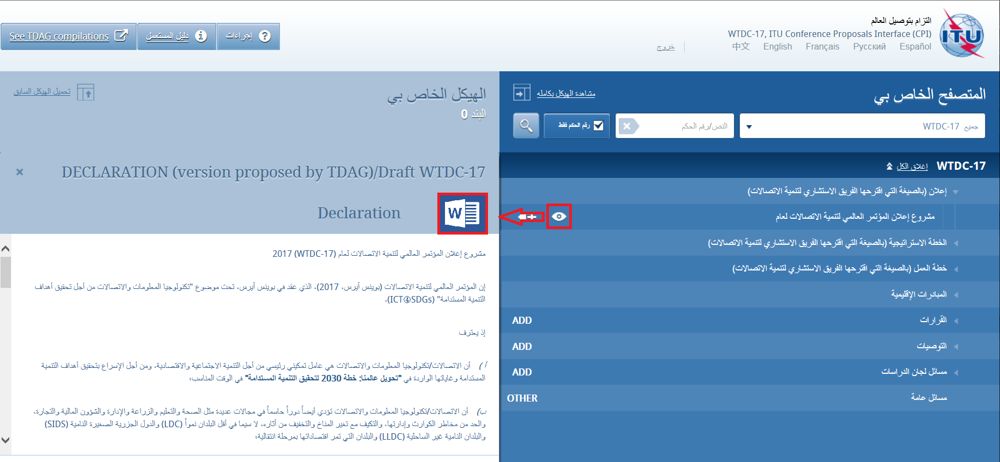 التزام بتوصيل العالم
WTDC-17, ITU Conference Proposals Interface (CPI)
中文 English Français Русский Español
ITU
خروج
إجراءات
دليل المستعمل
See TDAG compilations
المتصفح الخاص بي
مشاهدة الهيكل بكامله
جميع WTDC-17
النص/رقم الحكم
رقم الحكم فقط
WTDC-17 إغلاق الكل
إعلان (بالصيغة التي اقترحها الفريق الاستشاري لتنمية الاتصالات)
مشروع إعلان المؤتمر العالمي لتنمية الاتصالات لعام
الخطة الاستراتيجية (بالصيغة التي اقترحها الفريق الاستشاري لتنمية الاتصالات)
خطة العمل (بالصيغة التي اقترحها الفريق الاستشاري لتنمية الاتصالات)
المبادرات الإقليمية
القرارات ADD
التوصيات ADD
مسائل لجان الدراسات ADD
مسائل عامة OTHER
الهيكل الخاص بي
البند 0
تحميل الهيكل السابق
DECLARATION (version proposed by TDAG)/Draft WTDC-17
W
Declaration
مشروع إعلان المؤتمر العالمي لتنمية الاتصالات لعام 2017 (WTDC-17)
إن المؤتمر العالمي لتنمية الاتصالات (بوينس آيرس، 2017)، الذي عقد في بوينس آيرس، تحت موضوع "تكنولوجيا المعلومات والاتصالات من أجل تحقيق أهداف
التنمية المستدامة" (ICT④SDGs)،
إذ يعترف
أ ) أن الاتصالات/تكنولوجيا المعلومات والاتصالات هي عامل تمكيني رئيسي من أجل التنمية الاجتماعية والاقتصادية، ومن أجل الإسراع بتحقيق أهداف التنمية
المستدامة وغاياتها الواردة في "تحويل عالمنا: خطة 2030 لتحقيق التنمية المستدامة" في الوقت المناسب؛
ب) أن الاتصالات/تكنولوجيا المعلومات والاتصالات تؤدي أيضاً دوراً حاسماً في مجالات عديدة مثل الصحة والتعليم والزراعة والإدارة والشؤون المالية والتجارة،
والحد من مخاطر الكوارث وإدارتها، والتكيف مع تغير المناخ والتخفيف من آثاره، لا سيما في أقل البلدان نمواً (LDC) والدول الجزرية الصغيرة النامية (SIDS)
والبلدان النامية غير الساحلية (LLDC) والبلدان التي تمر اقتصاداتها بمرحلة انتقالية؛